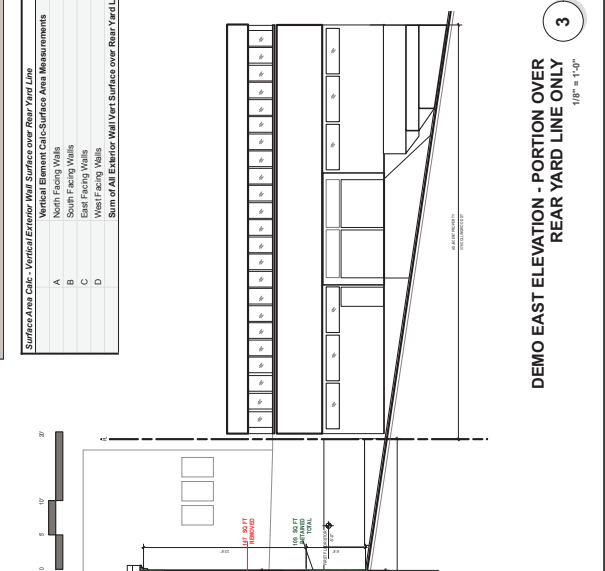 Surface Area Calc - Vertical Exterior Wall Surface over Rear Yard Line
Vertical Element Calc-Surface Area Measurements
A North Facing Walls
B South Facing Walls
C East Facing Walls
D West Facing Walls
Sum of All Exterior Wall Vert Surface over Rear Yard L
0 5 10' 20'
SQ FT
REMOVED
109 SQ FT
RETAINED
TOTAL
ADJACENT PROPERTY
DEMO EAST ELEVATION - PORTION OVER
REAR YARD LINE ONLY
1/8" = 1'-0"
3